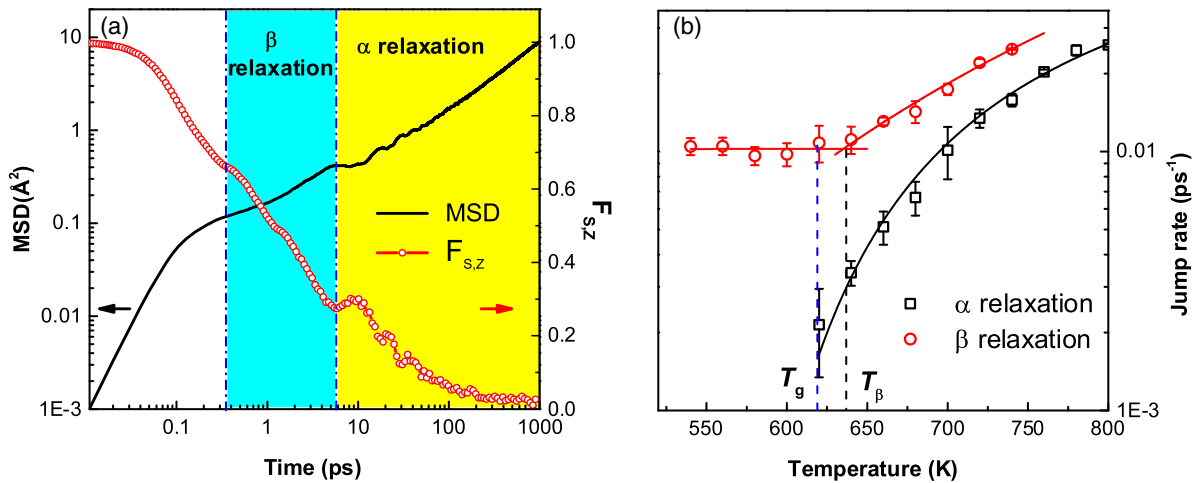 (a)
β
relaxation
α relaxation
MSD
F_S,Z
10
1
0.1
0.01
1E-3
MSD(Å²)
0.1
1
10
100
1000
Time (ps)
1.0
0.8
0.6
0.4
0.2
0.0
F_S,Z
(b)
α relaxation
β relaxation
T_g
T_β
550
600
650
700
750
800
Temperature (K)
0.01
1E-3
Jump rate (ps⁻¹)